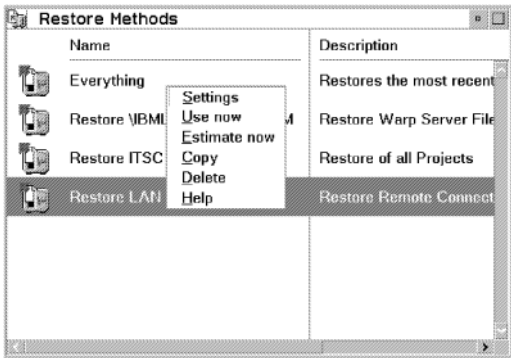 Restore Methods
Name Description
Everything Restores the most recent
Restore \IBML M Restore Warp Server File
Restore ITSC Restore of all Projects
Restore LAN Restore Remote Connect
Settings
Use now
Estimate now
Copy
Delete
Help